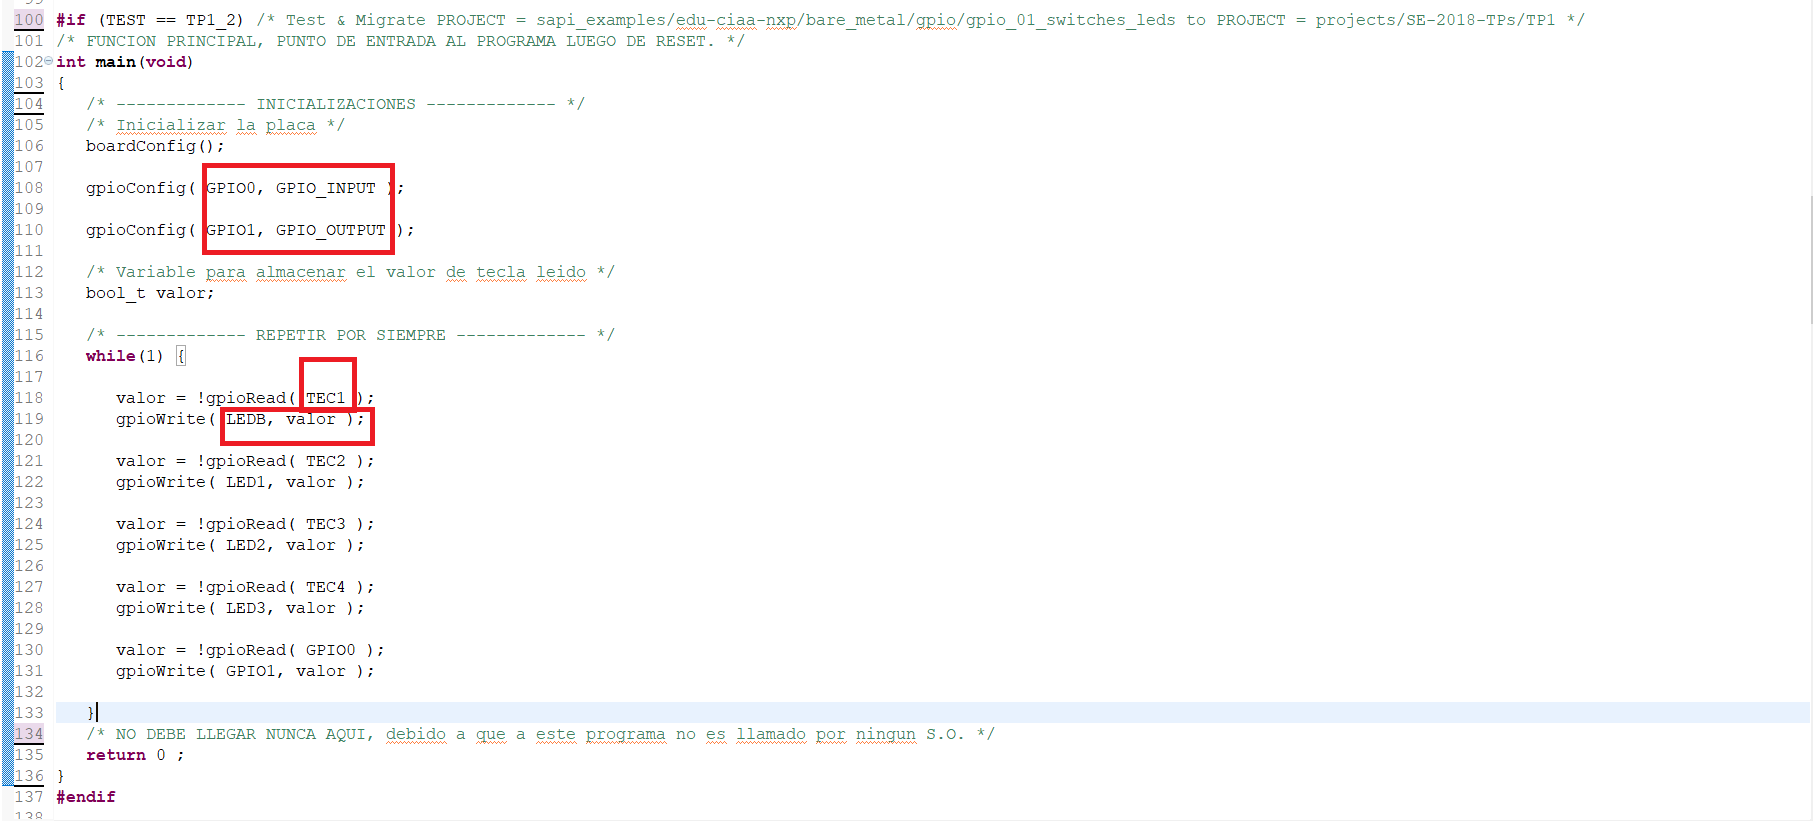 100 #if (TEST == TP1_2) /* Test & Migrate PROJECT = sapi_examples/edu-ciaa-nxp/bare_metal/gpio/gpio_01_switches_leds to PROJECT = projects/SE-2018-TPs/TP1 */
101 /* FUNCION PRINCIPAL, PUNTO DE ENTRADA AL PROGRAMA LUEGO DE RESET. */
102 int main(void)
103 {
104    /* ------------- INICIALIZACIONES ------------- */
105    /* Inicializar la placa */
106    boardConfig();
107
108    gpioConfig( GPIO0, GPIO_INPUT );
109
110    gpioConfig( GPIO1, GPIO_OUTPUT );
111
112    /* Variable para almacenar el valor de tecla leido */
113    bool_t valor;
114
115    /* ------------- REPETIR POR SIEMPRE ------------- */
116    while(1) {
117
118       valor = !gpioRead( TEC1 );
119       gpioWrite( LEDB, valor );
120
121       valor = !gpioRead( TEC2 );
122       gpioWrite( LED1, valor );
123
124       valor = !gpioRead( TEC3 );
125       gpioWrite( LED2, valor );
126
127       valor = !gpioRead( TEC4 );
128       gpioWrite( LED3, valor );
129
130       valor = !gpioRead( GPIO0 );
131       gpioWrite( GPIO1, valor );
132
133    }
134    /* NO DEBE LLEGAR NUNCA AQUI, debido a que a este programa no es llamado por ningun S.O. */
135    return 0 ;
136 }
137 #endif
138